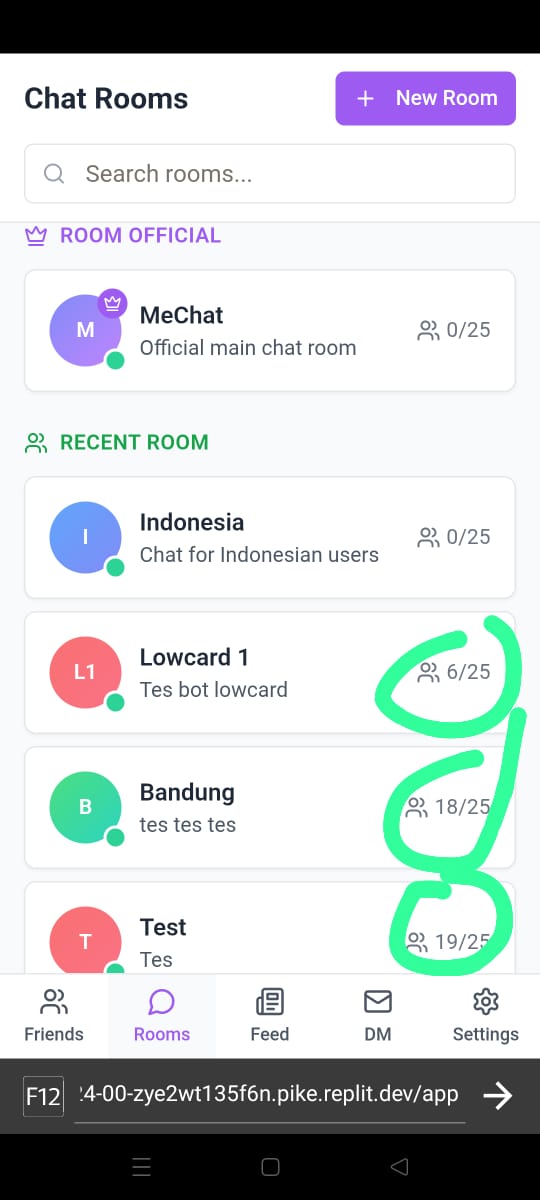 Chat Rooms
+ New Room
Search rooms...
ROOM OFFICIAL
M
MeChat
Official main chat room
0/25
RECENT ROOM
I
Indonesia
Chat for Indonesian users
0/25
L1
Lowcard 1
Tes bot lowcard
6/25
B
Bandung
tes tes tes
18/25
T
Test
Tes
19/25
Friends
Rooms
Feed
DM
Settings
F12
24-00-zye2wt135f6n.pike.replit.dev/app